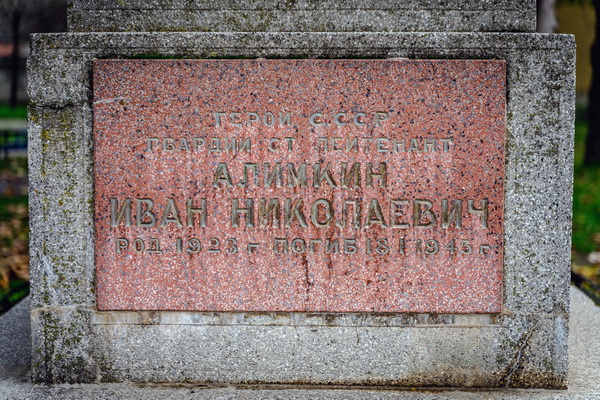 ГЕРОЙ СССР
ГВАРДИИ СТ. ЛЕЙТЕНАНТ
АЛИМКИН
ИВАН НИКОЛАЕВИЧ
РОД. 1923 г. ПОГИБ 18 I 1945 г.